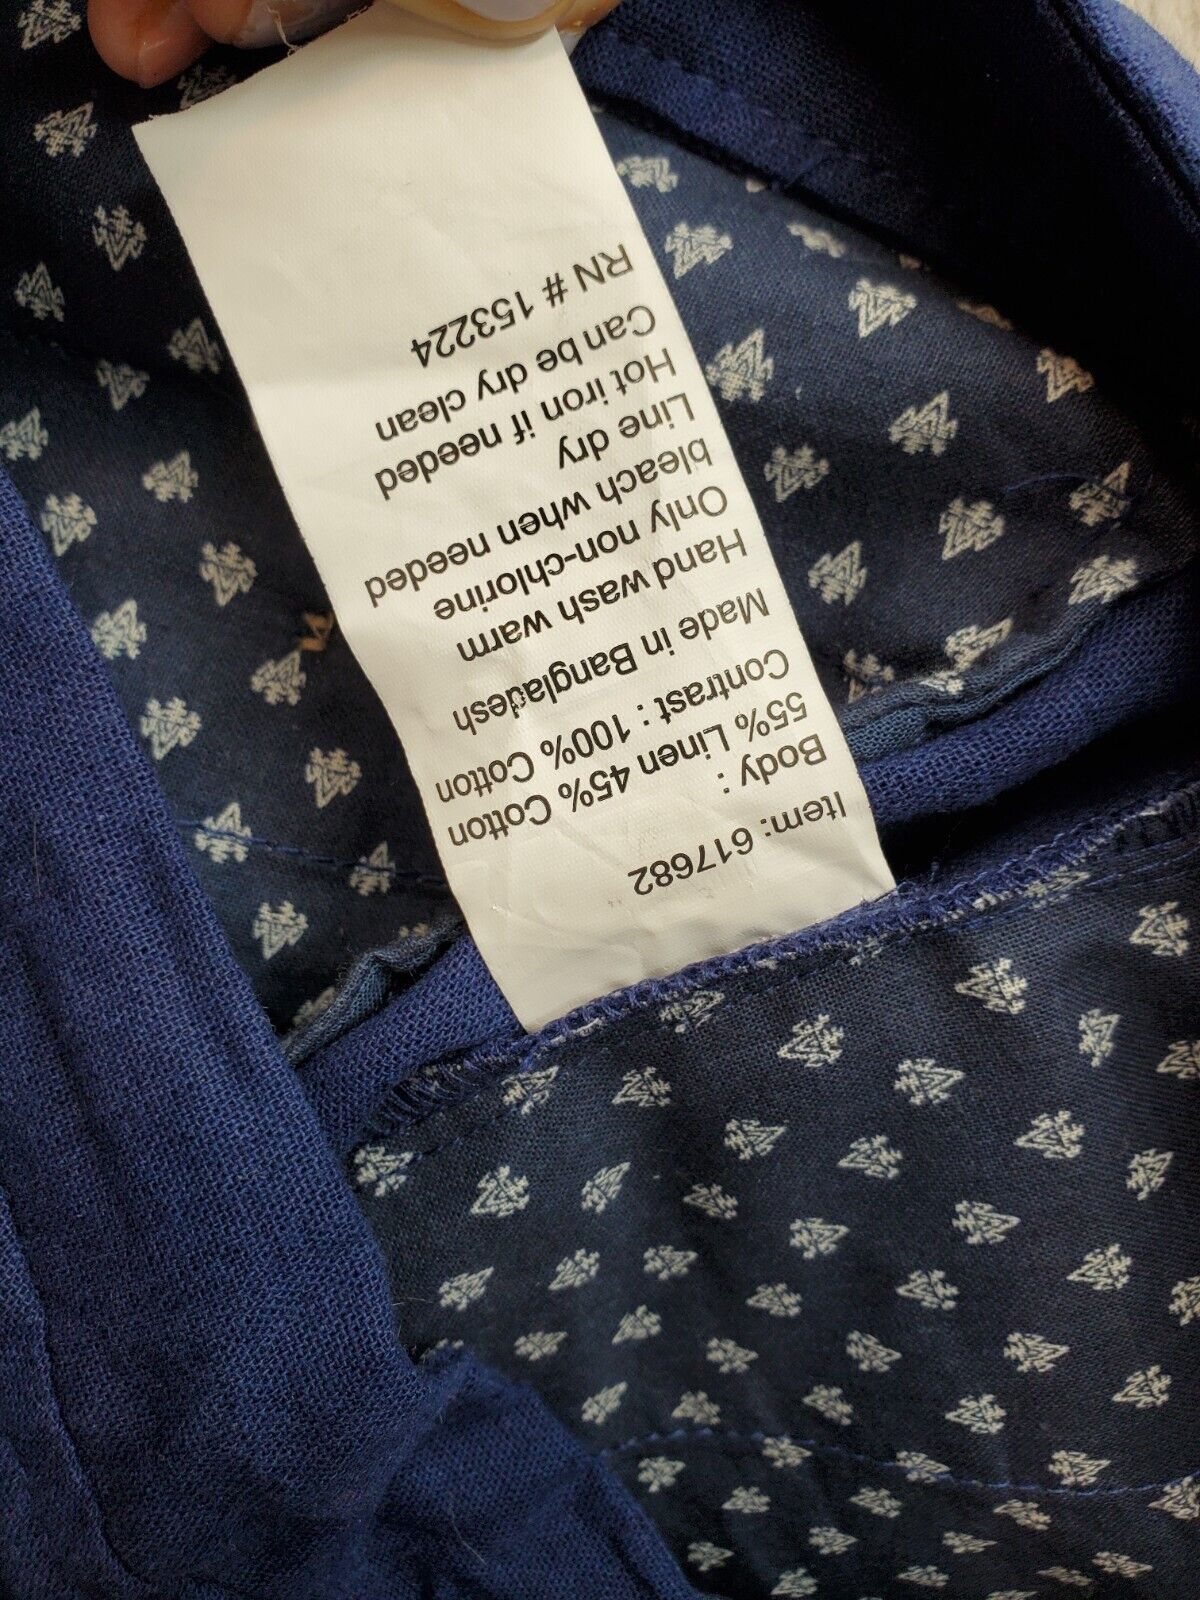 Item: 617682
Body :
55% Linen 45% Cotton
Contrast : 100% Cotton
Made in Bangladesh
Hand wash warm
Only non-chlorine
bleach when needed
Line dry
Hot iron if needed
Can be dry clean
RN # 153224